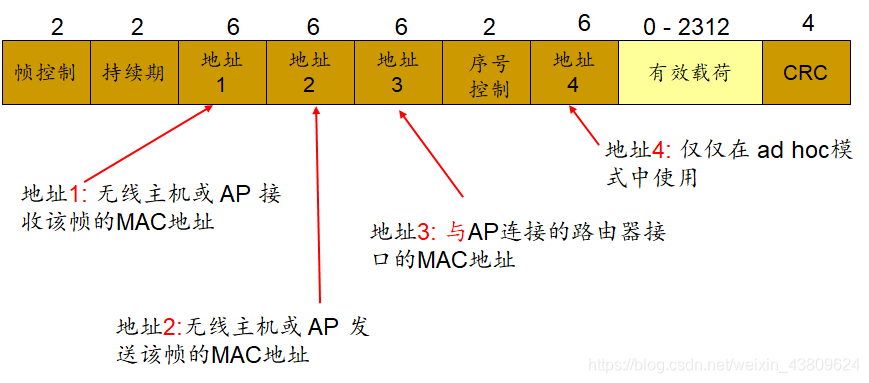 2 2 6 6 6 2 6 0 - 2312 4
帧控制 持续期 地址 地址 地址 序号 地址 有效载荷 CRC
1 2 3 控制 4
地址4: 仅仅在 ad hoc模
式中使用
地址1: 无线主机或 AP 接
收该帧的MAC地址
地址3: 与AP连接的路由器接
口的MAC地址
地址2:无线主机或 AP 发
送该帧的MAC地址
https://blog.csdn.net/weixin_43809624